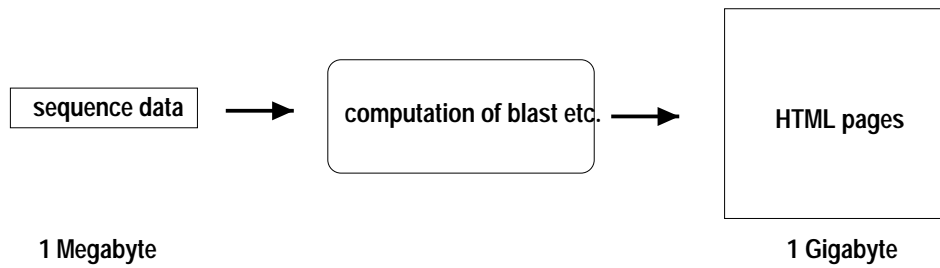 sequence data
computation of blast etc.
HTML pages
1 Megabyte
1 Gigabyte